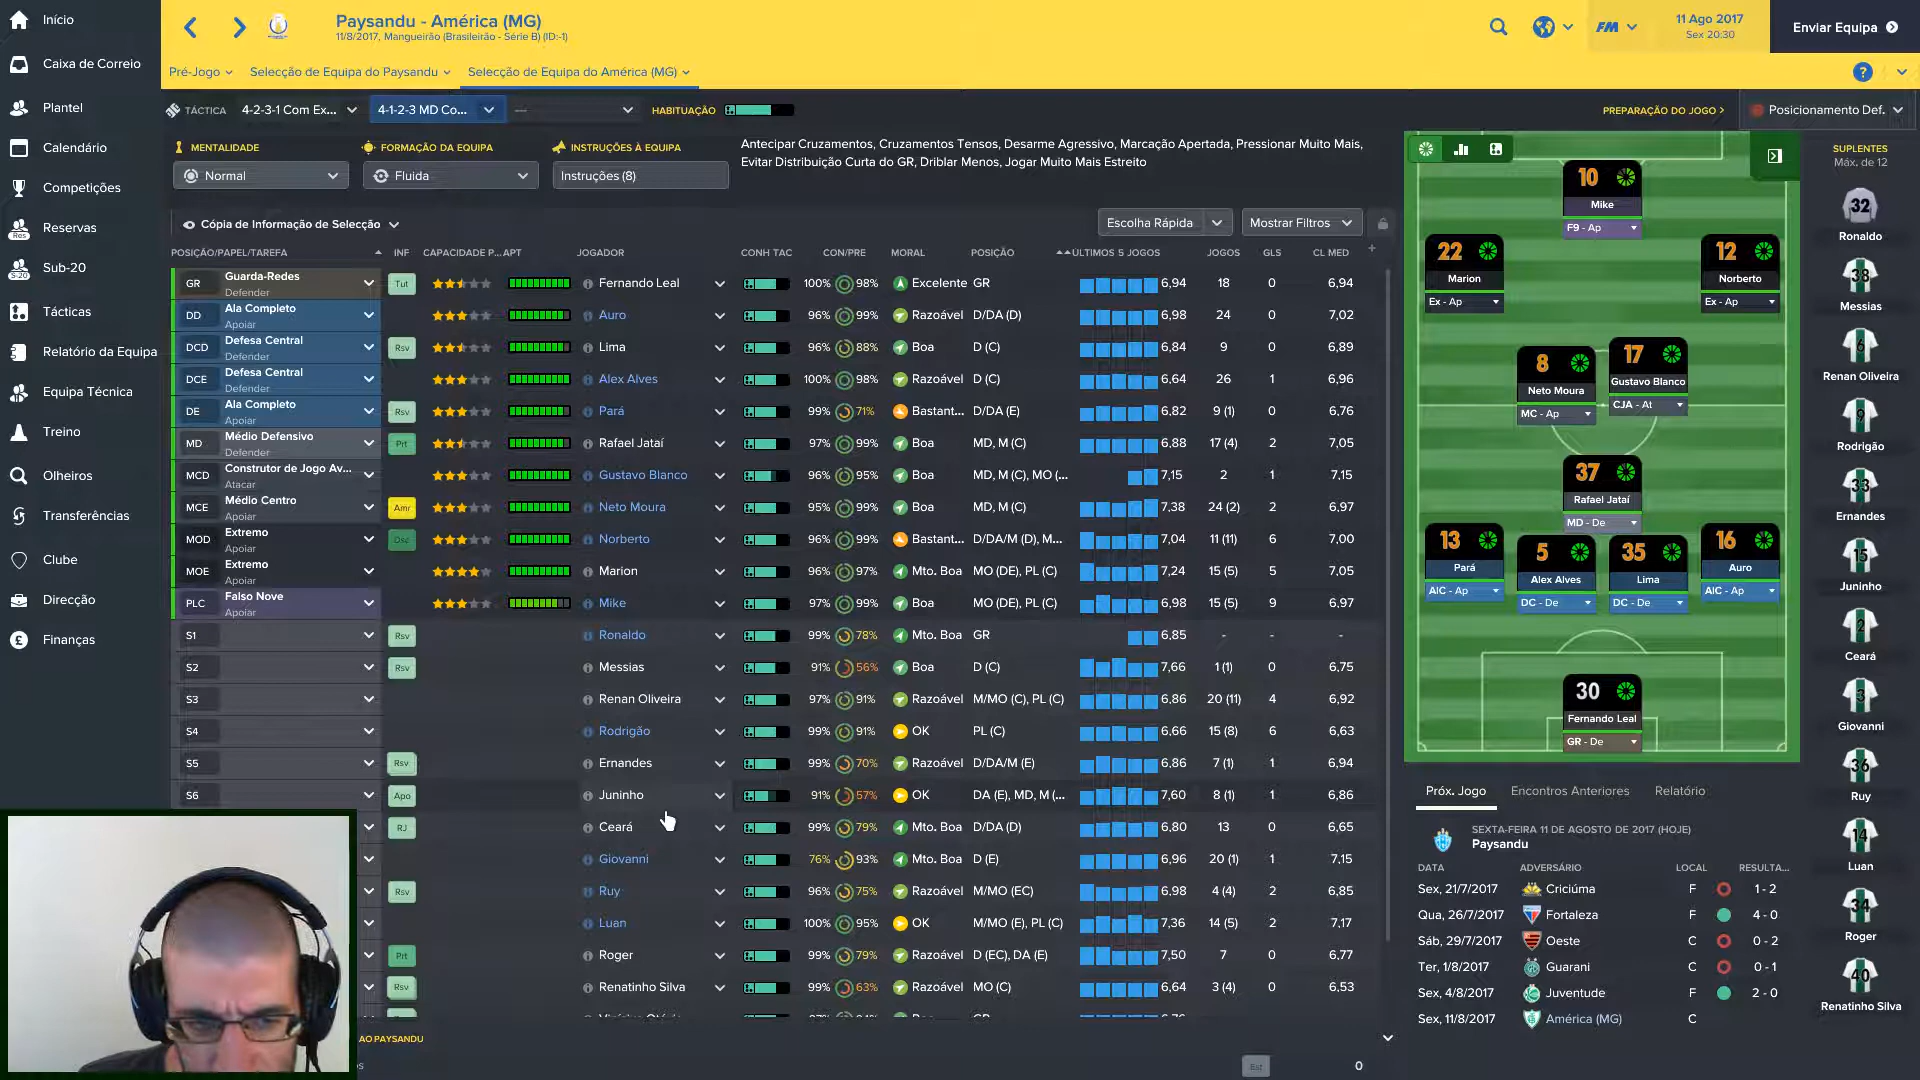 Início
Caixa de Correio
Plantel
Calendário
Competições
Reservas
Sub-20
Tácticas
Relatório da Equipa
Equipa Técnica
Treino
Olheiros
Transferências
Clube
Direcção
Finanças
Paysandu - América (MG)
11/8/2017, Mangueirão (Brasileirão - Série B) (ID:-1)
FM
11 Ago 2017
Sex 20:30
Enviar Equipa
Pré-Jogo
Selecção de Equipa do Paysandu
Selecção de Equipa do América (MG)
TÁCTICA
4-2-3-1 Com Ex...
4-1-2-3 MD Co...
HABITUAÇÃO
PREPARAÇÃO DO JOGO >
Posicionamento Def.
MENTALIDADE
Normal
FORMAÇÃO DA EQUIPA
Fluida
INSTRUÇÕES À EQUIPA
Instruções (8)
Antecipar Cruzamentos, Cruzamentos Tensos, Desarme Agressivo, Marcação Apertada, Pressionar Muito Mais,
Evitar Distribuição Curta do GR, Driblar Menos, Jogar Muito Mais Estreito
Cópia de Informação de Selecção
Escolha Rápida
Mostrar Filtros
POSIÇÃO/PAPEL/TAREFA INF CAPACIDADE P... APT JOGADOR CONH TAC CON/PRE MORAL POSIÇÃO ÚLTIMOS 5 JOGOS JOGOS GLS CL MED
GR Guarda-Redes Defender Tut Fernando Leal 100% 98% Excelente GR 6,94 18 0 6,94
DD Ala Completo Apoiar Auro 96% 99% Razoável D/DA (D) 6,98 24 0 7,02
DCD Defesa Central Defender Rsv Lima 96% 88% Boa D (C) 6,84 9 0 6,89
DCE Defesa Central Defender Alex Alves 100% 98% Razoável D (C) 6,64 26 1 6,96
DE Ala Completo Apoiar Rsv Pará 99% 71% Bastant... D/DA (E) 6,82 9 (1) 0 6,76
MD Médio Defensivo Defender Prt Rafael Jataí 97% 99% Boa MD, M (C) 6,88 17 (4) 2 7,05
MCD Construtor de Jogo Av... Atacar Gustavo Blanco 96% 95% Boa MD, M (C), MO (... 7,15 2 1 7,15
MCE Médio Centro Apoiar Amr Neto Moura 95% 99% Boa MD, M (C) 7,38 24 (2) 2 6,97
MOD Extremo Apoiar Dsc Norberto 96% 99% Bastant... D/DA/M (D), M... 7,04 11 (11) 6 7,00
MOE Extremo Apoiar Marion 96% 97% Mto. Boa MO (DE), PL (C) 7,24 15 (5) 5 7,05
PLC Falso Nove Apoiar Mike 97% 99% Boa MO (DE), PL (C) 6,98 15 (5) 9 6,97
S1 Rsv Ronaldo 99% 78% Mto. Boa GR 6,85 - - -
S2 Rsv Messias 91% 56% Boa D (C) 7,66 1 (1) 0 6,75
S3 Renan Oliveira 97% 91% Razoável M/MO (C), PL (C) 6,86 20 (11) 4 6,92
S4 Rodrigão 99% 91% OK PL (C) 6,66 15 (8) 6 6,63
S5 Rsv Ernandes 99% 70% Razoável D/DA/M (E) 6,86 7 (1) 1 6,94
S6 Apo Juninho 91% 57% OK DA (E), MD, M (... 7,60 8 (1) 1 6,86
RJ Ceará 99% 79% Mto. Boa D/DA (D) 6,80 13 0 6,65
Giovanni 76% 93% Mto. Boa D (E) 6,96 20 (1) 1 7,15
Rsv Ruy 96% 75% Razoável M/MO (EC) 6,98 4 (4) 2 6,85
Luan 100% 95% OK M/MO (E), PL (C) 7,36 14 (5) 2 7,17
Prt Roger 99% 79% Razoável D (EC), DA (E) 7,50 7 0 6,77
Rsv Renatinho Silva 99% 63% Razoável MO (C) 6,64 3 (4) 0 6,53
AO PAYSANDU
os
Est
0
10
Mike
F9 - Ap
22
Marion
Ex - Ap
12
Norberto
Ex - Ap
8
Neto Moura
MC - Ap
17
Gustavo Blanco
CJA - At
37
Rafael Jataí
MD - De
13
Pará
AlC - Ap
5
Alex Alves
DC - De
35
Lima
DC - De
16
Auro
AlC - Ap
30
Fernando Leal
GR - De
SUPLENTES
Máx. de 12
32
Ronaldo
38
Messias
6
Renan Oliveira
9
Rodrigão
33
Ernandes
15
Juninho
2
Ceará
3
Giovanni
36
Ruy
14
Luan
34
Roger
40
Renatinho Silva
Próx. Jogo
Encontros Anteriores
Relatório
SEXTA-FEIRA 11 DE AGOSTO DE 2017 (HOJE)
Paysandu
DATA ADVERSÁRIO LOCAL RESULTA...
Sex, 21/7/2017 Criciúma F 1 - 2
Qua, 26/7/2017 Fortaleza F 4 - 0
Sáb, 29/7/2017 Oeste C 0 - 2
Ter, 1/8/2017 Guarani C 0 - 1
Sex, 4/8/2017 Juventude F 2 - 0
Sex, 11/8/2017 América (MG) C